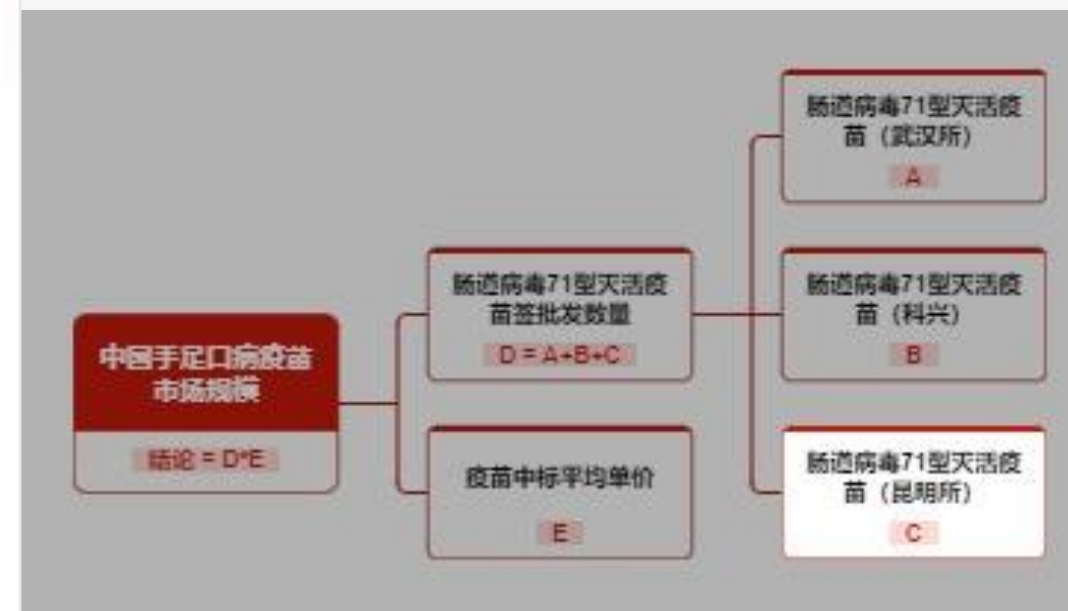 肠道病毒71型灭活疫
苗（武汉所）
A
肠道病毒71型灭活疫
苗签批发数量
D = A+B+C
肠道病毒71型灭活疫
苗（科兴）
B
中国手足口病疫苗
市场规模
结论 = D*E
疫苗中标平均单价
E
肠道病毒71型灭活疫
苗（昆明所）
C